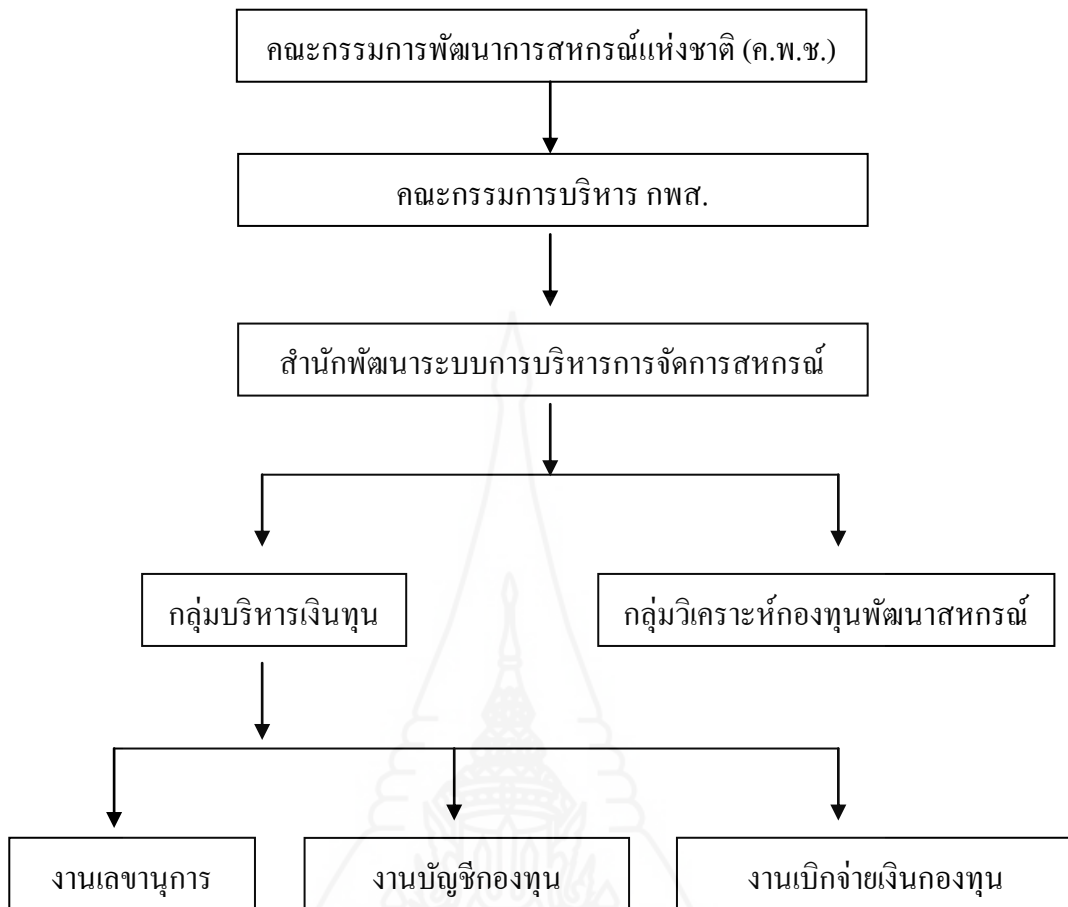 คณะกรรมการพัฒนาการสหกรณ์แห่งชาติ (ค.พ.ช.)
คณะกรรมการบริหาร กพส.
สำนักพัฒนาระบบการบริหารการจัดการสหกรณ์
กลุ่มบริหารเงินทุน
กลุ่มวิเคราะห์กองทุนพัฒนาสหกรณ์
งานเลขานุการ
งานบัญชีกองทุน
งานเบิกจ่ายเงินกองทุน